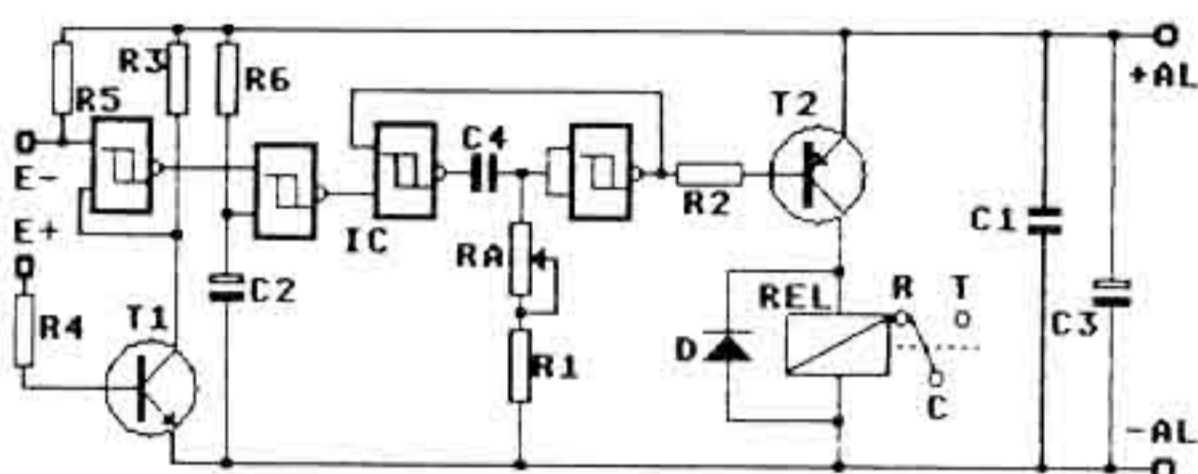 R3
R6
+AL
R5
T2
C4
E-
R2
E+
IC
RA
C1
C2
REL
R
T
R4
T1
C3
D
R1
C
-AL